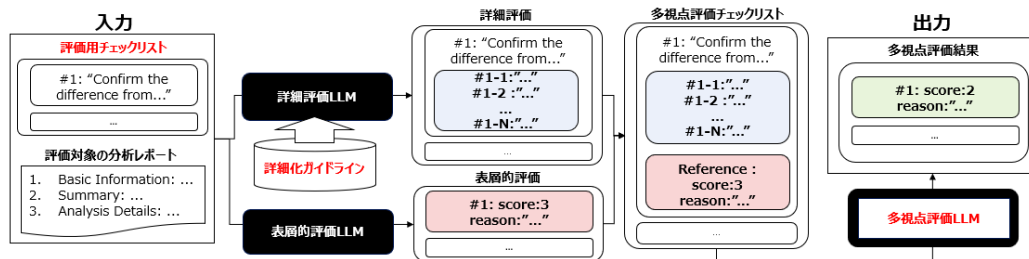 入力
評価用チェックリスト
#1: “Confirm the
difference from...”
...
評価対象の分析レポート
1. Basic Information: ...
2. Summary: ...
3. Analysis Details: ...
詳細評価LLM
詳細化ガイドライン
表層的評価LLM
詳細評価
#1: “Confirm the
difference from...”
#1-1:”...”
#1-2 :”...”
...
#1-N:”...”
...
表層的評価
#1: score:3
reason:”...”
...
多視点評価チェックリスト
#1: “Confirm the
difference from...”
#1-1:”...”
#1-2 :”...”
...
#1-N:”...”
Reference :
score:3
reason:”...”
...
出力
多視点評価結果
#1: score:2
reason:”...”
...
多視点評価LLM